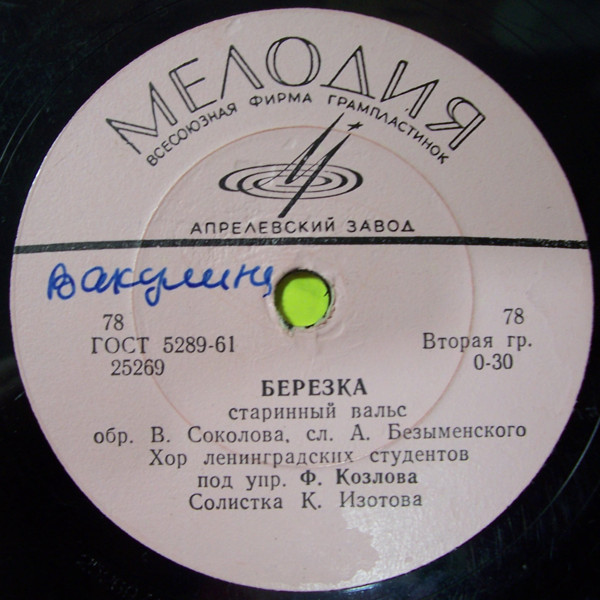 МЕЛОДИЯ
ВСЕСОЮЗНАЯ ФИРМА ГРАМПЛАСТИНОК
АПРЕЛЕВСКИЙ ЗАВОД
Вакулинц
78
ГОСТ 5289-61
25269
78
Вторая гр.
0-30
БЕРЕЗКА
старинный вальс
обр. В. Соколова, сл. А. Безыменского
Хор ленинградских студентов
под упр. Ф. Козлова
Солистка К. Изотова